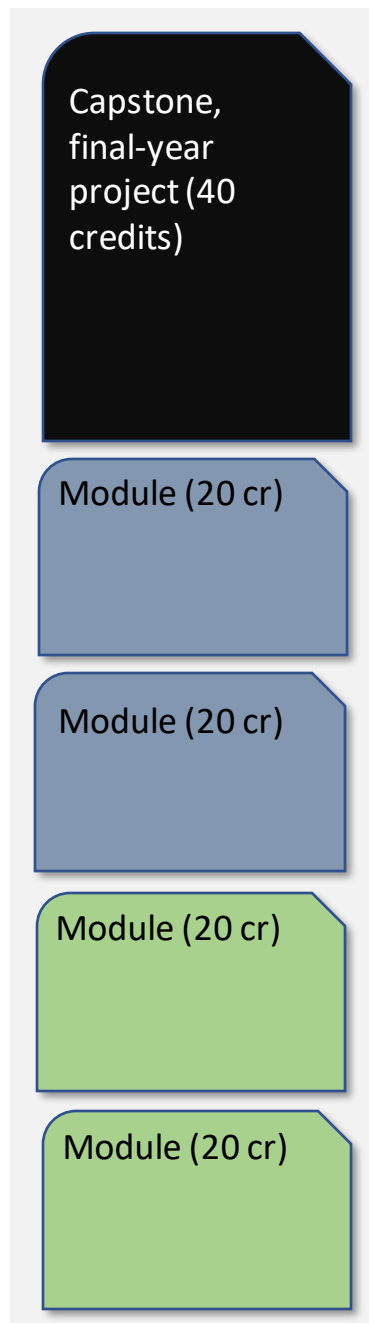 Capstone,
final-year
project (40
credits)
Module (20 cr)
Module (20 cr)
Module (20 cr)
Module (20 cr)